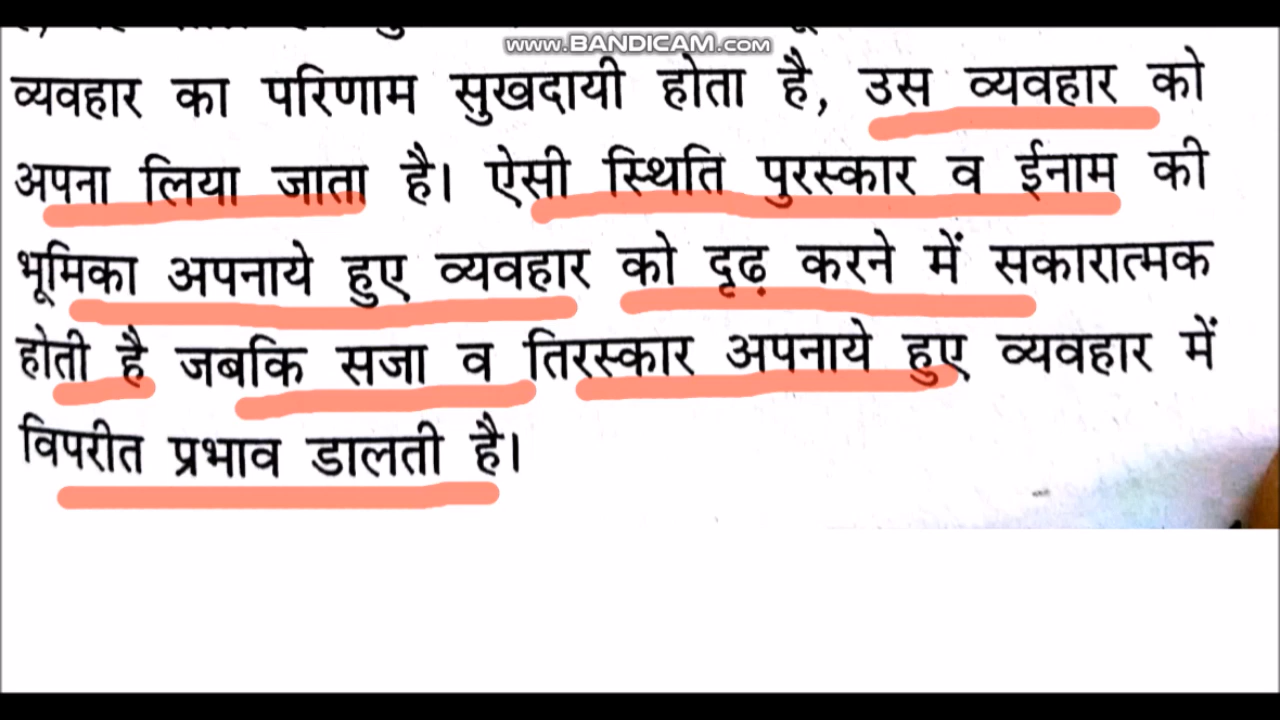 www.BANDICAM.com
व्यवहार का परिणाम सुखदायी होता है, उस व्यवहार को
अपना लिया जाता है। ऐसी स्थिति पुरस्कार व ईनाम की
भूमिका अपनाये हुए व्यवहार को दृढ़ करने में सकारात्मक
होती है जबकि सजा व तिरस्कार अपनाये हुए व्यवहार में
विपरीत प्रभाव डालती है।